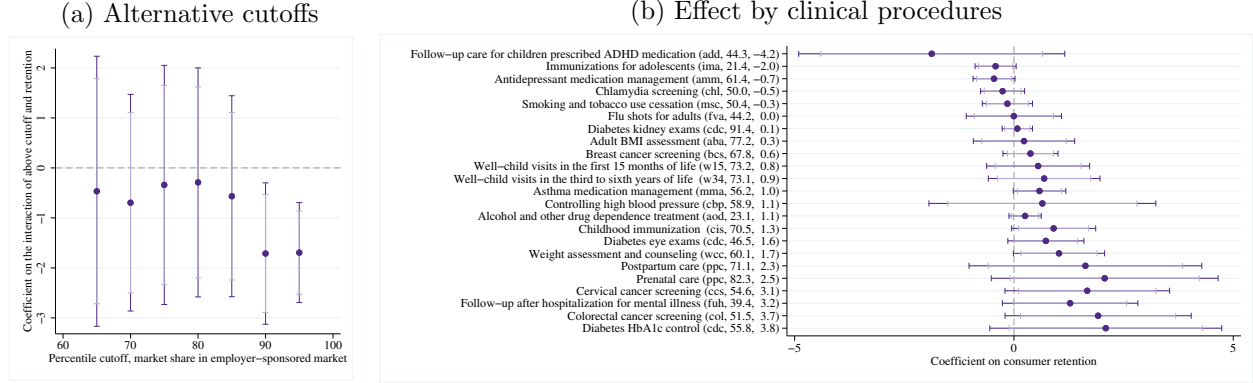 (a) Alternative cutoffs
Coefficient on the interaction of above cutoff and retention
2
1
0
−1
−2
−3
60 70 80 90 100
Percentile cutoff, market share in employer−sponsored market
(b) Effect by clinical procedures
Follow−up care for children prescribed ADHD medication (add, 44.3, −4.2)
Immunizations for adolescents (ima, 21.4, −2.0)
Antidepressant medication management (amm, 61.4, −0.7)
Chlamydia screening (chl, 50.0, −0.5)
Smoking and tobacco use cessation (msc, 50.4, −0.3)
Flu shots for adults (fva, 44.2, 0.0)
Diabetes kidney exams (cdc, 91.4, 0.1)
Adult BMI assessment (aba, 77.2, 0.3)
Breast cancer screening (bcs, 67.8, 0.6)
Well−child visits in the first 15 months of life (w15, 73.2, 0.8)
Well−child visits in the third to sixth years of life (w34, 73.1, 0.9)
Asthma medication management (mma, 56.2, 1.0)
Controlling high blood pressure (cbp, 58.9, 1.1)
Alcohol and other drug dependence treatment (aod, 23.1, 1.1)
Childhood immunization (cis, 70.5, 1.3)
Diabetes eye exams (cdc, 46.5, 1.6)
Weight assessment and counseling (wcc, 60.1, 1.7)
Postpartum care (ppc, 71.1, 2.3)
Prenatal care (ppc, 82.3, 2.5)
Cervical cancer screening (ccs, 54.6, 3.1)
Follow−up after hospitalization for mental illness (fuh, 39.4, 3.2)
Colorectal cancer screening (col, 51.5, 3.7)
Diabetes HbA1c control (cdc, 55.8, 3.8)
−5 0 5
Coefficient on consumer retention